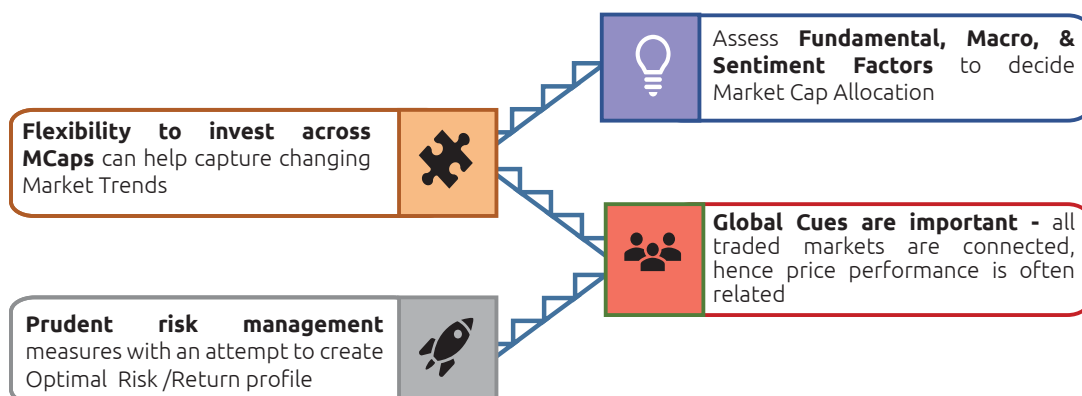 Assess Fundamental, Macro, &
Sentiment Factors to decide
Market Cap Allocation
Flexibility to invest across
MCaps can help capture changing
Market Trends
Global Cues are important - all
traded markets are connected,
hence price performance is often
related
Prudent risk management
measures with an attempt to create
Optimal Risk /Return profile